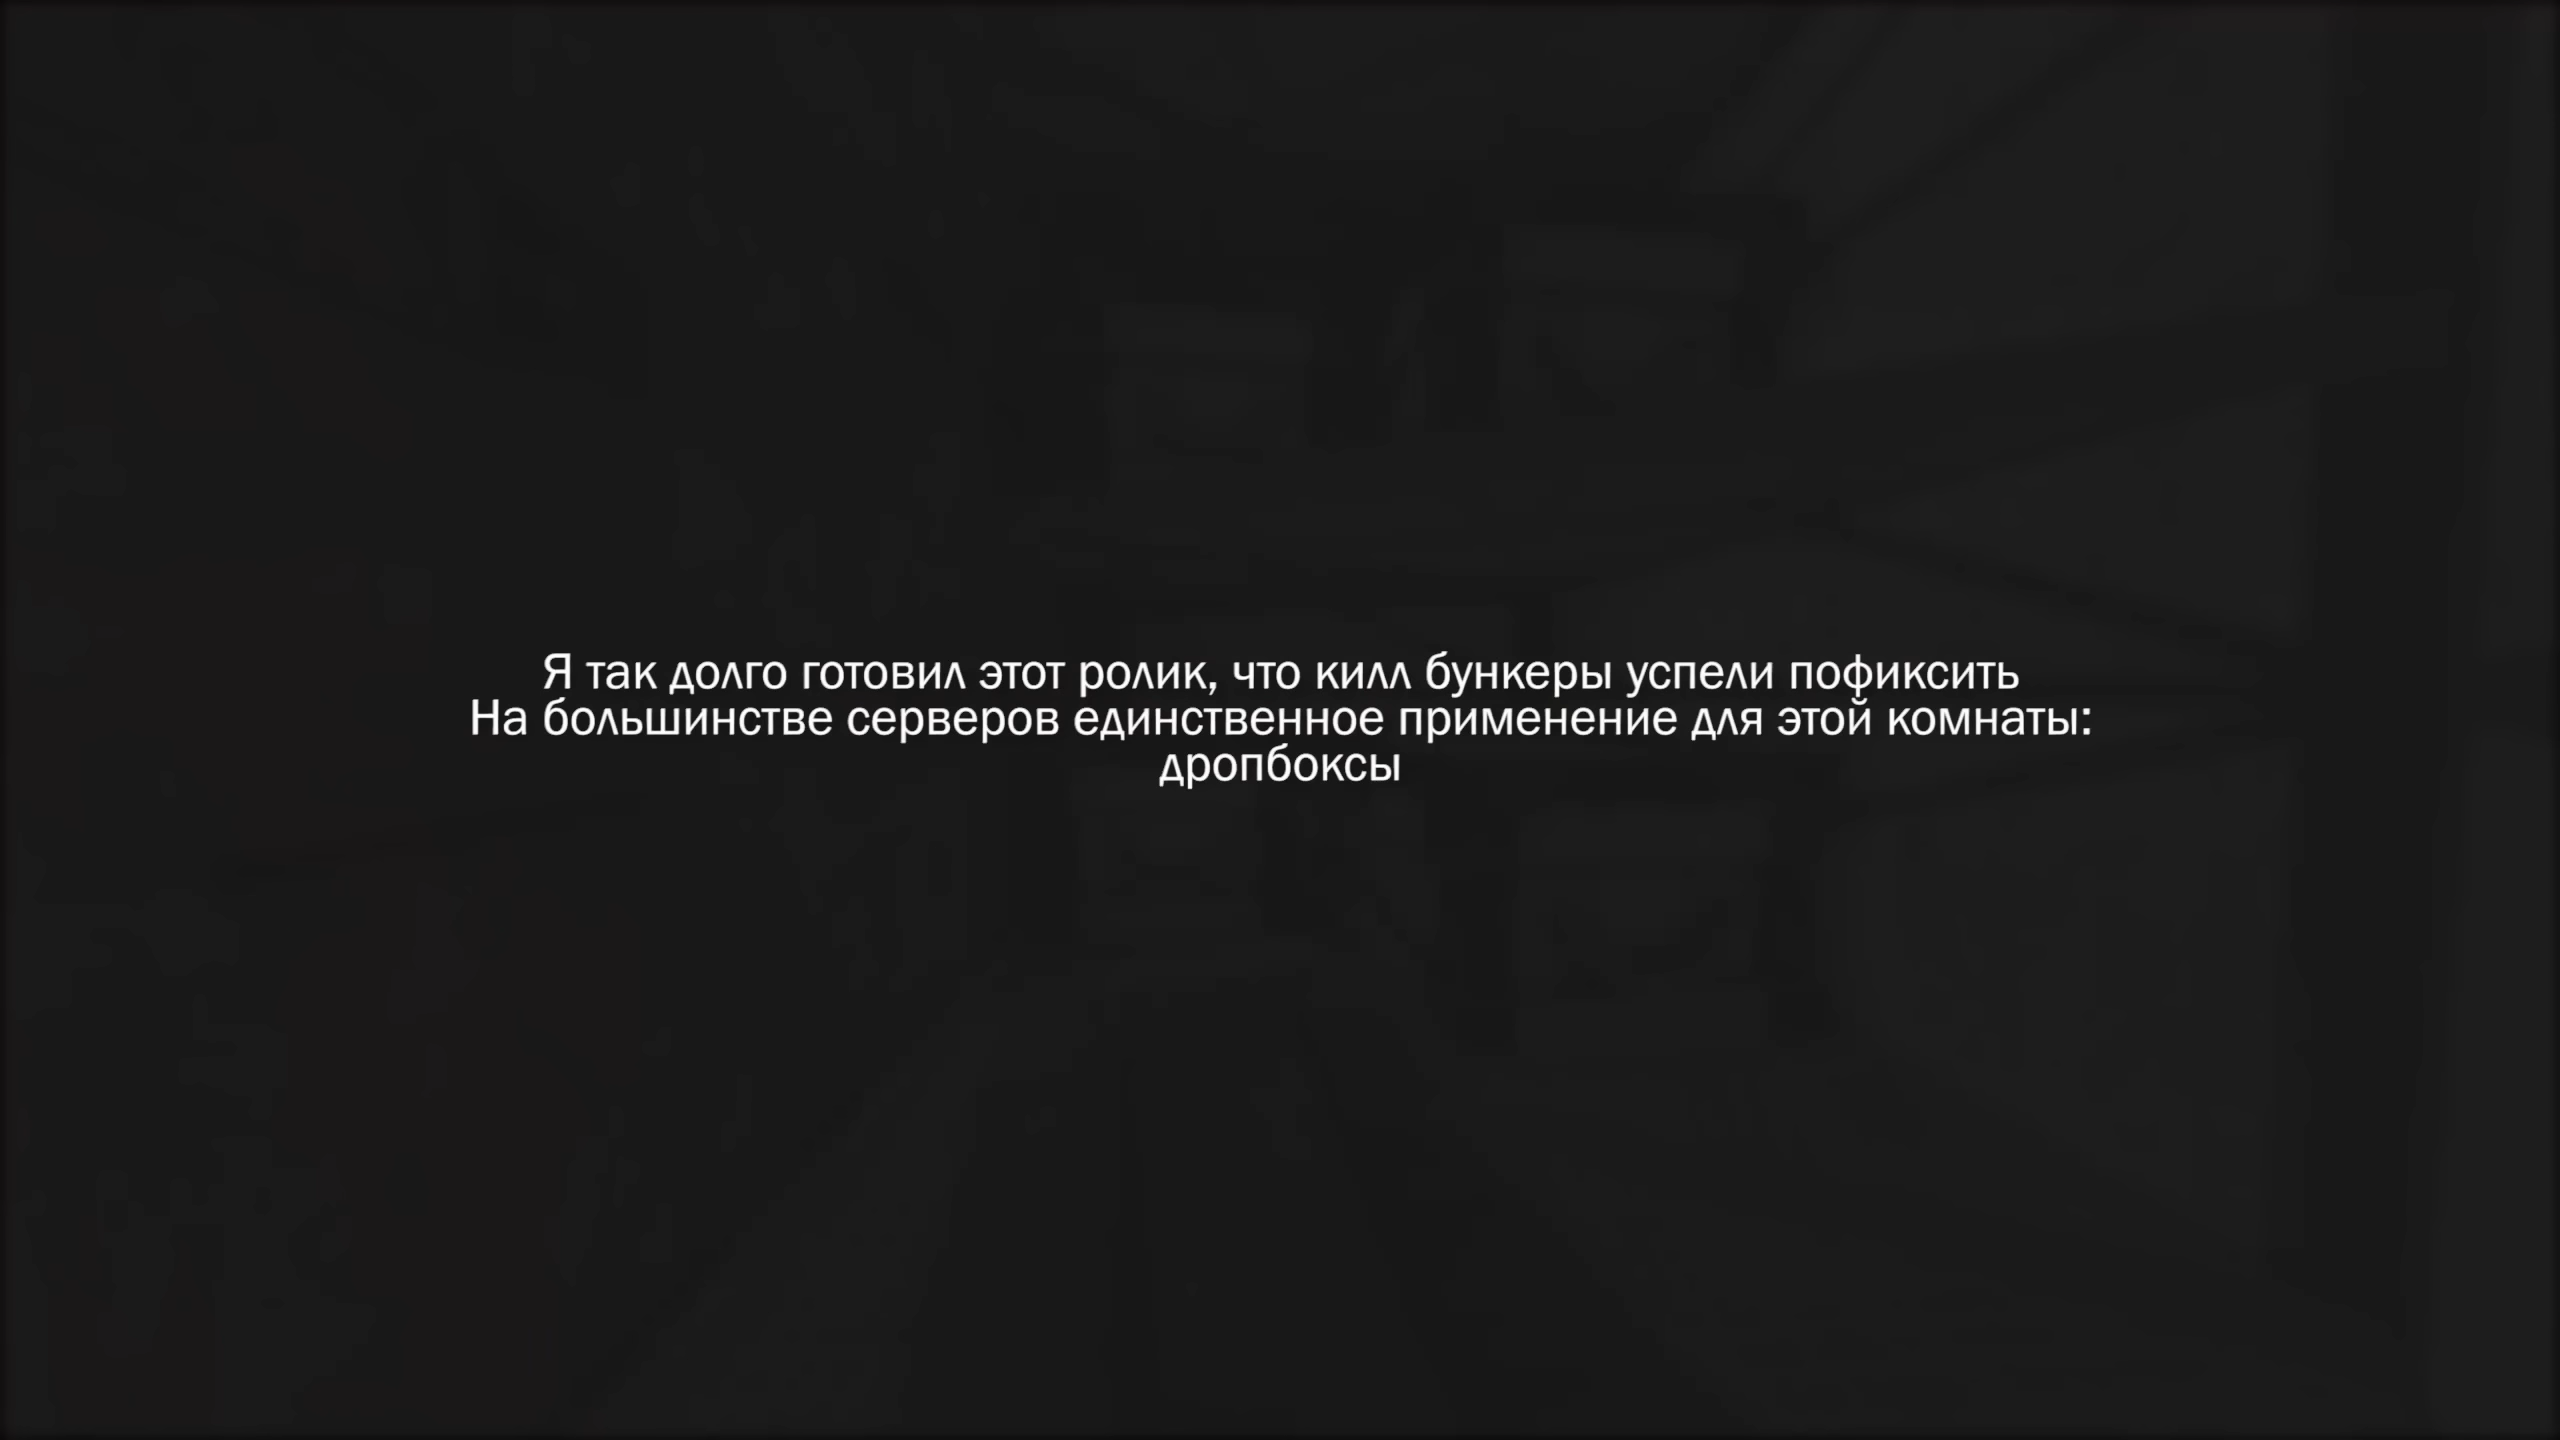 Я так долго готовил этот ролик, что килл бункеры успели пофиксить
На большинстве серверов единственное применение для этой комнаты:
дропбоксы